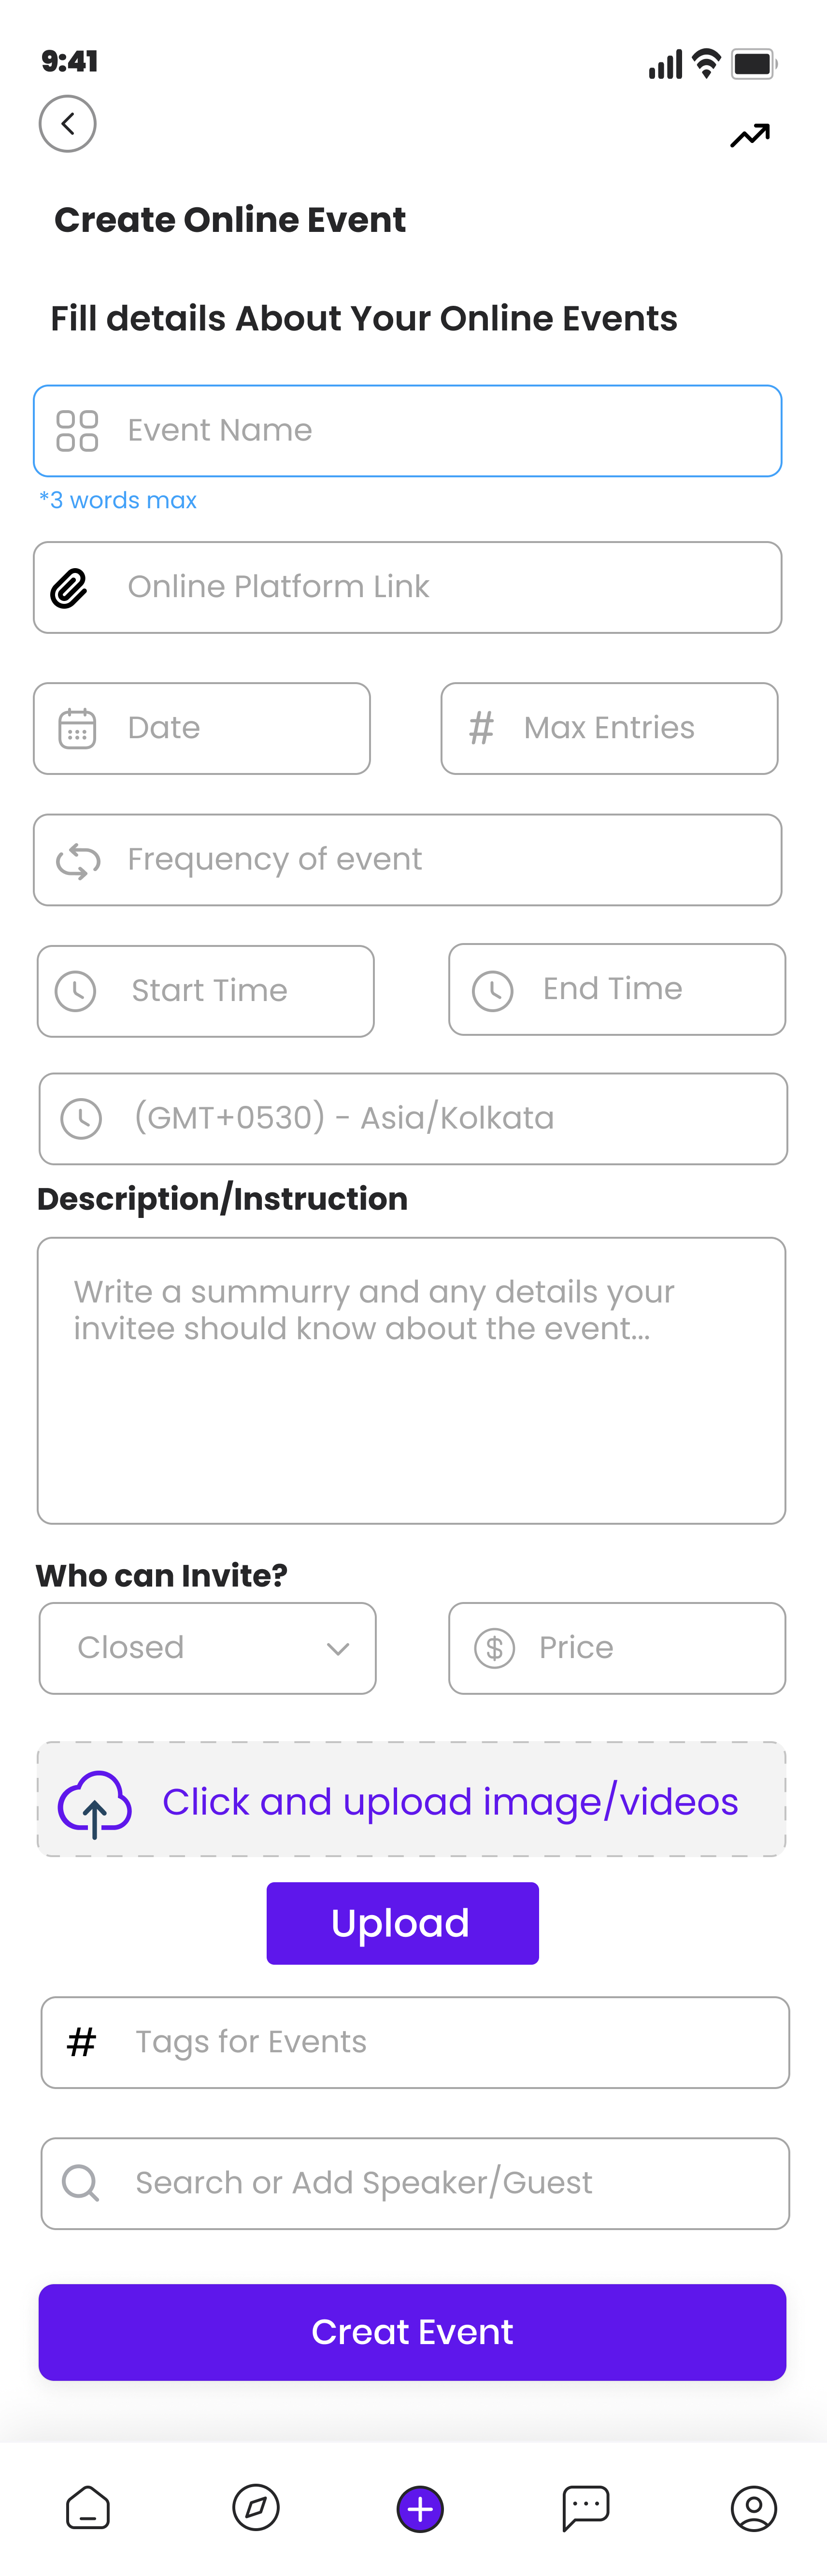 9:41
Create Online Event
Fill details About Your Online Events
Event Name
*3 words max
Online Platform Link
Date
# Max Entries
Frequency of event
Start Time
End Time
(GMT+0530) - Asia/Kolkata
Description/Instruction
Write a summurry and any details your
invitee should know about the event...
Who can Invite?
Closed
$ Price
Click and upload image/videos
Upload
# Tags for Events
Search or Add Speaker/Guest
Creat Event